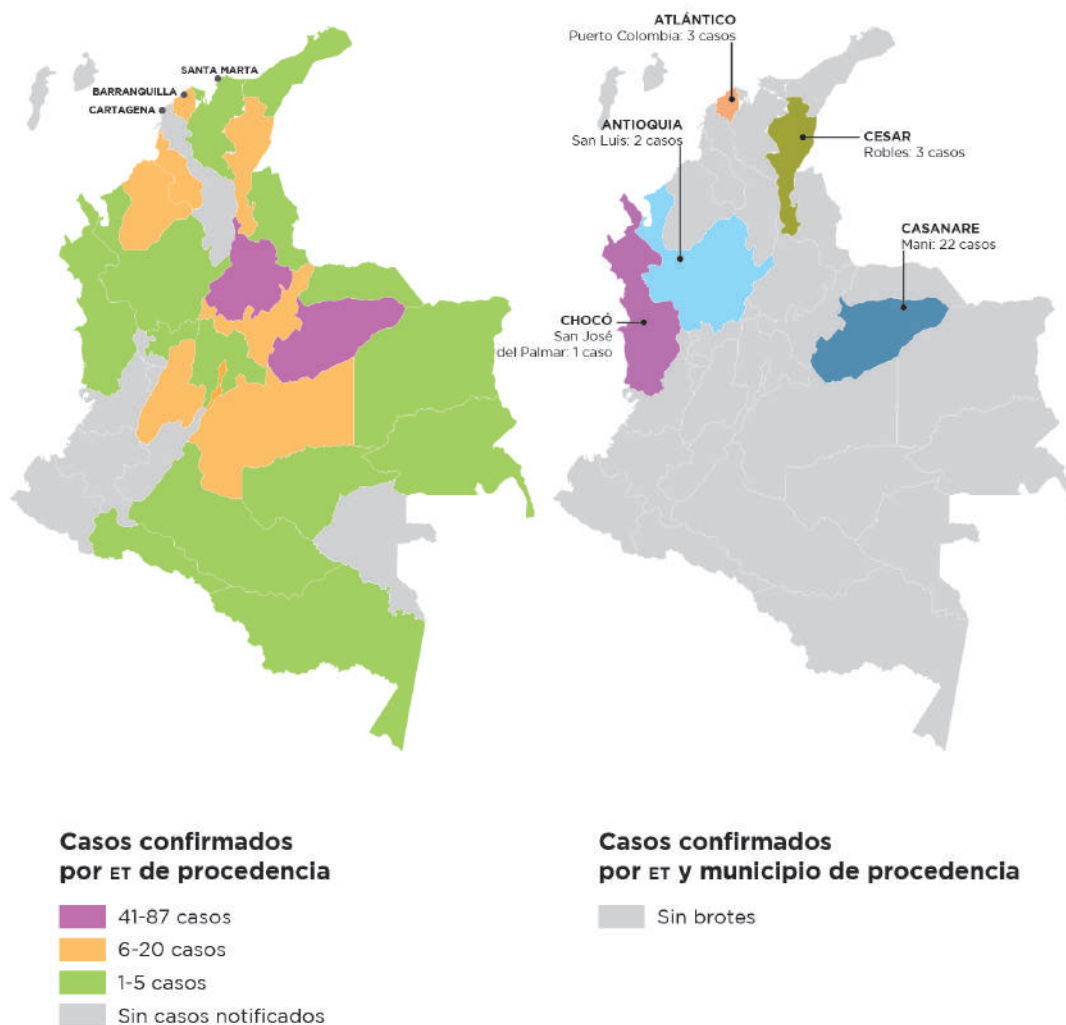 SANTA MARTA
BARRANQUILLA
CARTAGENA
ATLÁNTICO
Puerto Colombia: 3 casos
ANTIOQUIA
San Luis: 2 casos
CESAR
Robles: 3 casos
CASANARE
Mani: 22 casos
CHOCÓ
San José
del Palmar: 1 caso
Casos confirmados
por ET de procedencia
41-87 casos
6-20 casos
1-5 casos
Sin casos notificados
Casos confirmados
por ET y municipio de procedencia
Sin brotes